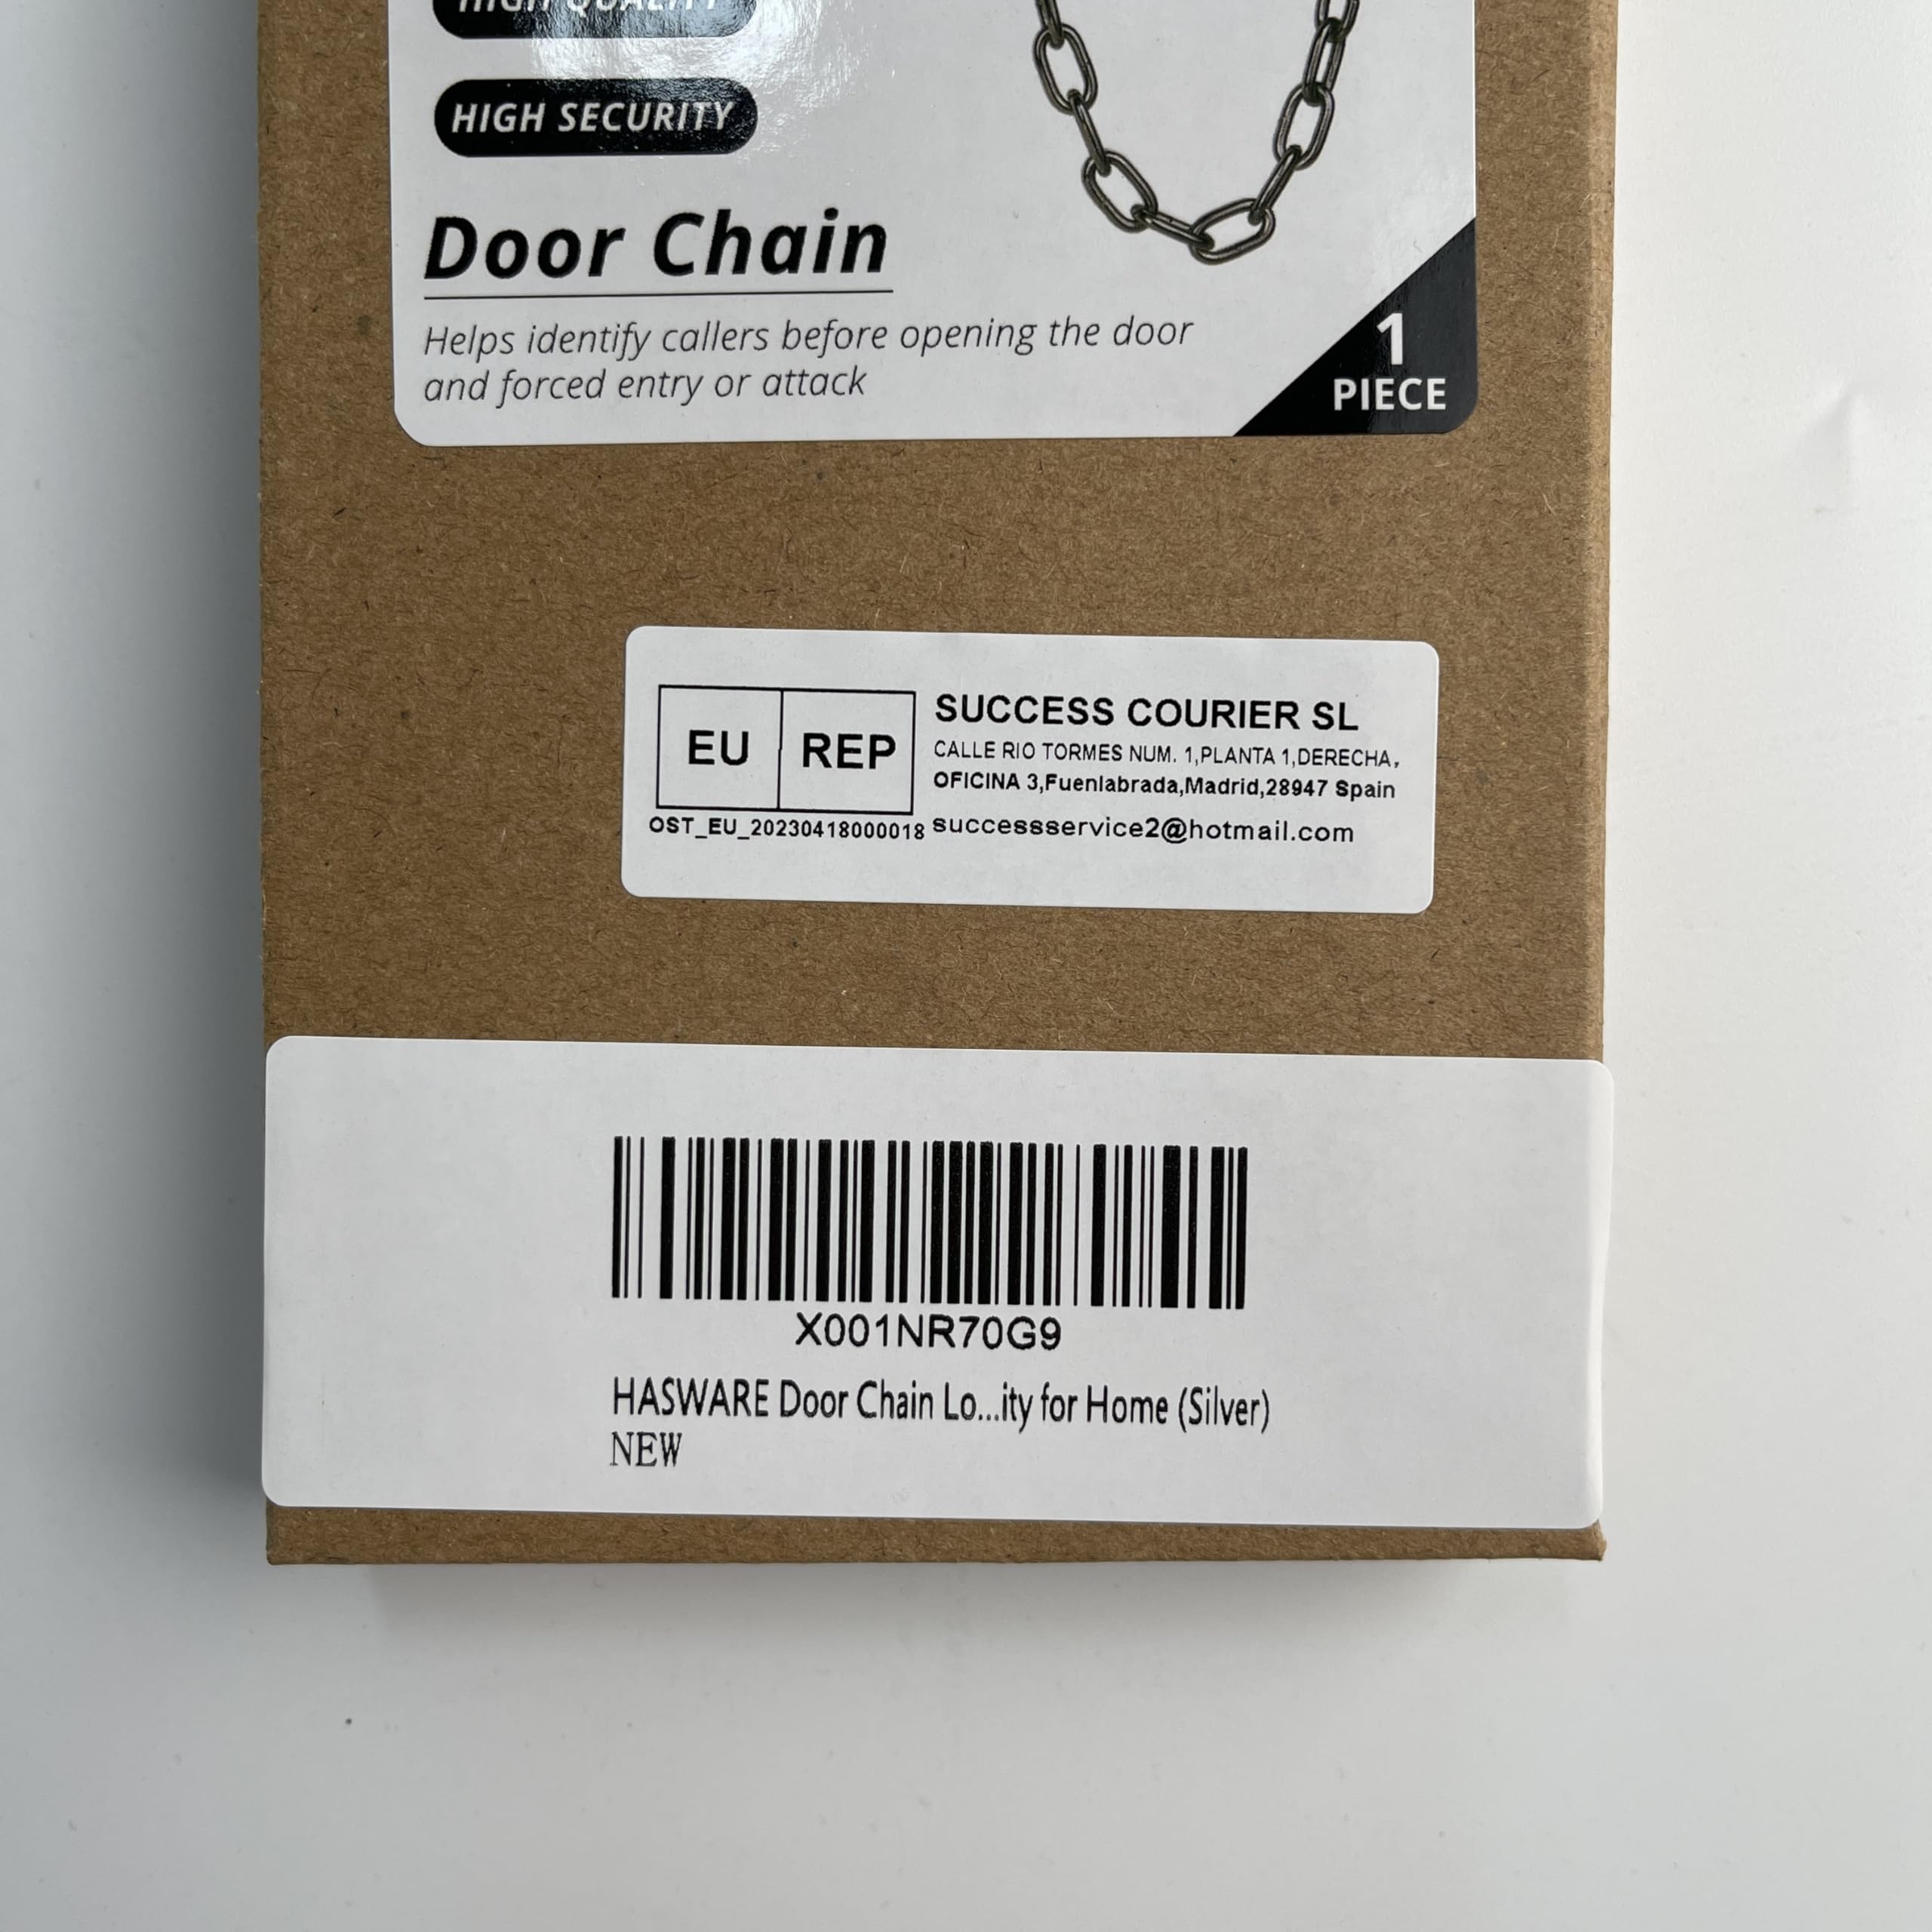 HIGH QUALITY
HIGH SECURITY
Door Chain
Helps identify callers before opening the door
and forced entry or attack
1
PIECE
EU REP
OST_EU_20230418000018
SUCCESS COURIER SL
CALLE RIO TORMES NUM. 1,PLANTA 1,DERECHA,
OFICINA 3,Fuenlabrada,Madrid,28947 Spain
successservice2@hotmail.com
X001NR70G9
HASWARE Door Chain Lo...ity for Home (Silver)
NEW